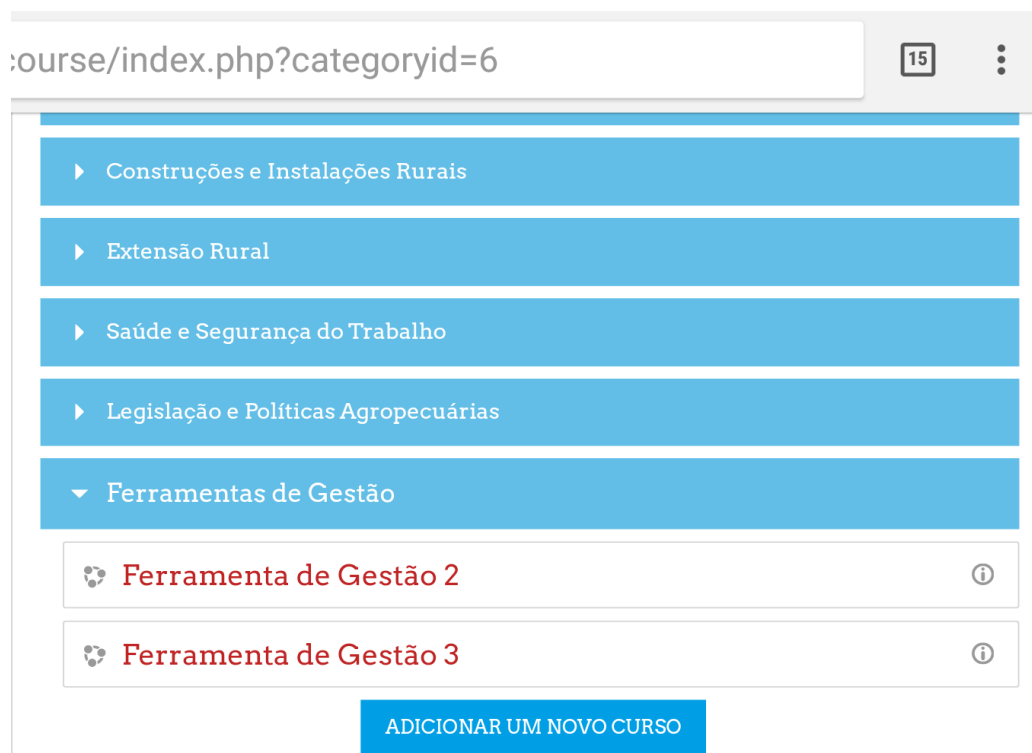 course/index.php?categoryid=6
15
Construções e Instalações Rurais
Extensão Rural
Saúde e Segurança do Trabalho
Legislação e Políticas Agropecuárias
Ferramentas de Gestão
Ferramenta de Gestão 2
Ferramenta de Gestão 3
ADICIONAR UM NOVO CURSO